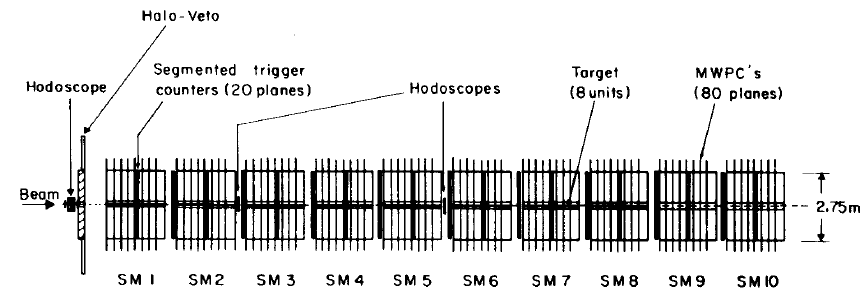 Halo-Veto
Segmented trigger
counters (20 planes)
Hodoscope
Hodoscopes
Target
(8 units)
MWPC's
(80 planes)
Beam
2.75m
SM 1
SM 2
SM 3
SM 4
SM 5
SM 6
SM 7
SM 8
SM 9
SM 10